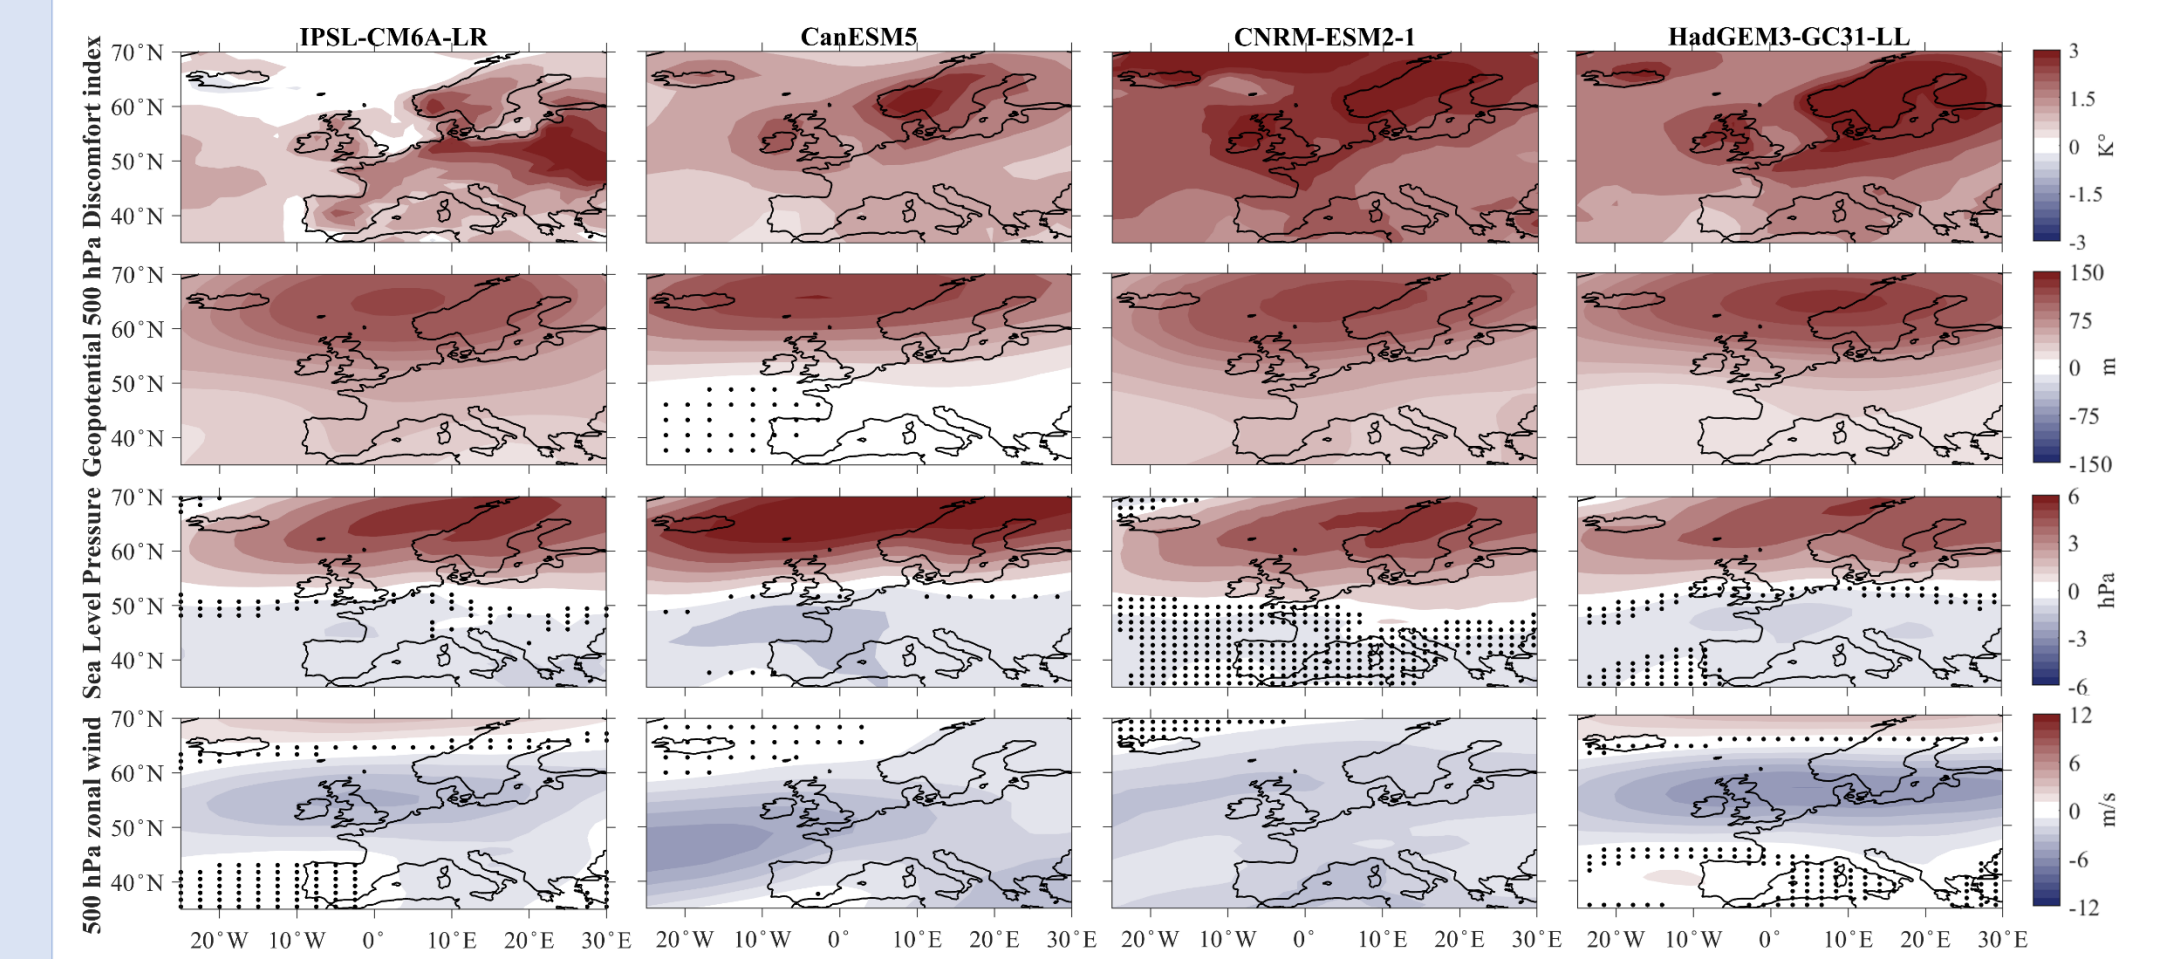 IPSL-CM6A-LR CanESM5 CNRM-ESM2-1 HadGEM3-GC31-LL
Discomfort index
70°N
60°N
50°N
40°N
3
1.5
0
-1.5
-3
K°
Geopotential 500 hPa
70°N
60°N
50°N
40°N
150
75
0
-75
-150
m
Sea Level Pressure
70°N
60°N
50°N
40°N
6
3
0
-3
-6
hPa
500 hPa zonal wind
70°N
60°N
50°N
40°N
12
6
0
-6
-12
m/s
20°W 10°W 0° 10°E 20°E 30°E 20°W 10°W 0° 10°E 20°E 30°E 20°W 10°W 0° 10°E 20°E 30°E 20°W 10°W 0° 10°E 20°E 30°E